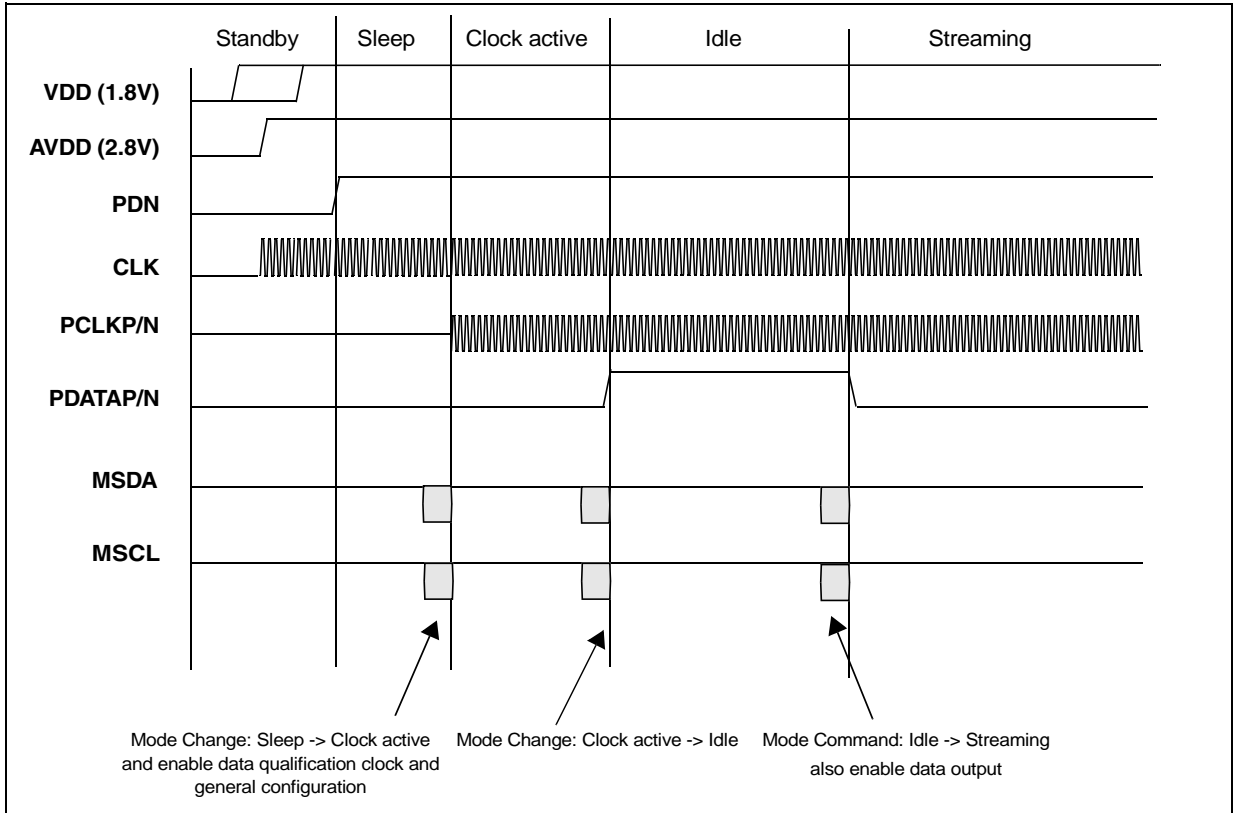 Standby Sleep Clock active Idle Streaming
VDD (1.8V)
AVDD (2.8V)
PDN
CLK
PCLKP/N
PDATAP/N
MSDA
MSCL
Mode Change: Sleep -> Clock active
and enable data qualification clock and
general configuration
Mode Change: Clock active -> Idle
Mode Command: Idle -> Streaming
also enable data output